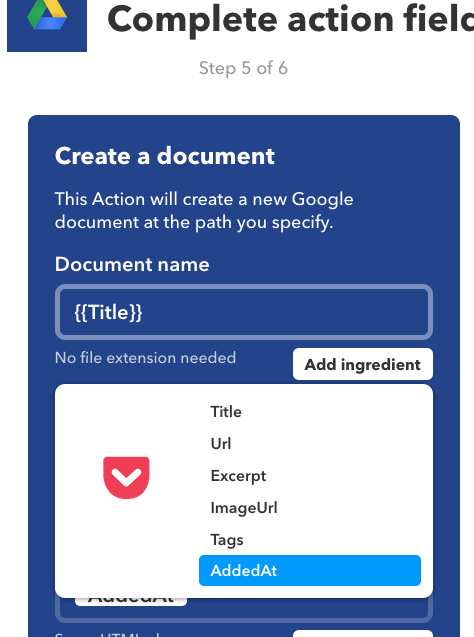 Complete action field
Step 5 of 6
Create a document
This Action will create a new Google
document at the path you specify.
Document name
{{Title}}
No file extension needed
Add ingredient
Title
Url
Excerpt
ImageUrl
Tags
AddedAt
AddedAt